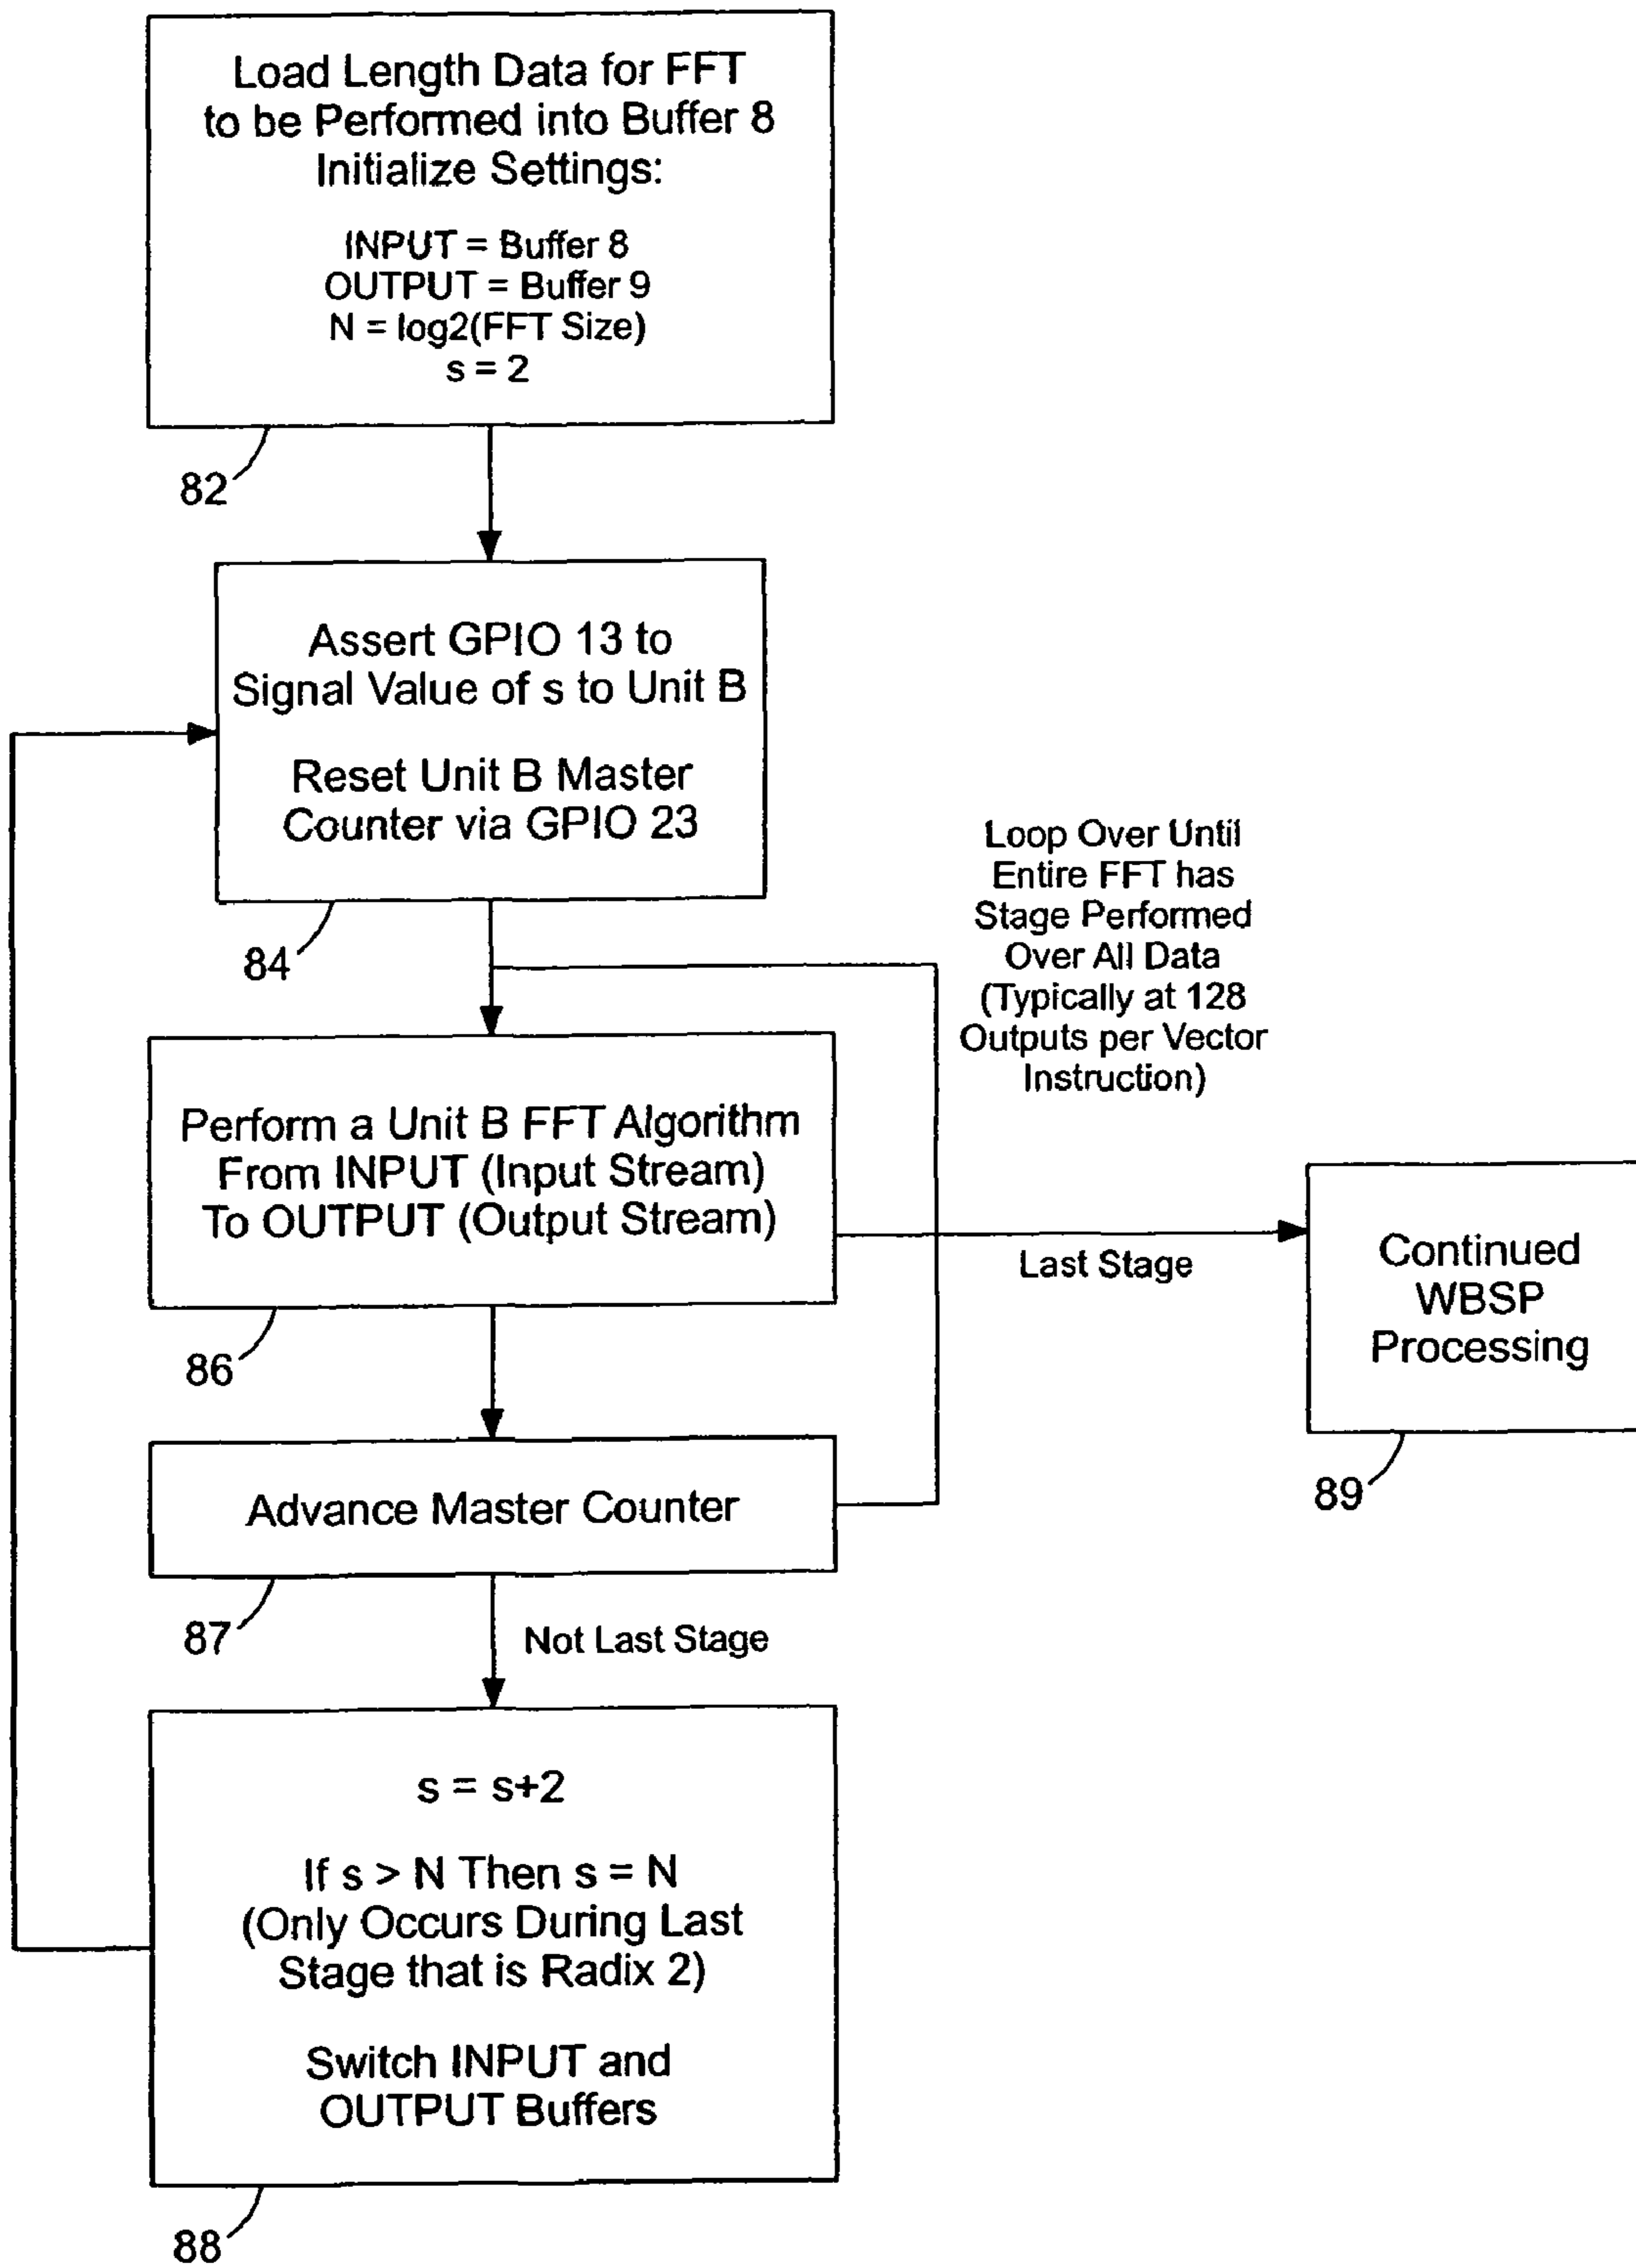 Load Length Data for FFT
to be Performed into Buffer 8
Initialize Settings:
INPUT = Buffer 8
OUTPUT = Buffer 9
N = log2(FFT Size)
s = 2
82
Assert GPIO 13 to
Signal Value of s to Unit B
Reset Unit B Master
Counter via GPIO 23
84
Loop Over Until
Entire FFT has
Stage Performed
Over All Data
(Typically at 128
Outputs per Vector
Instruction)
Perform a Unit B FFT Algorithm
From INPUT (Input Stream)
To OUTPUT (Output Stream)
86
Last Stage
Continued
WBSP
Processing
89
Advance Master Counter
87
Not Last Stage
s = s+2
If s > N Then s = N
(Only Occurs During Last
Stage that is Radix 2)
Switch INPUT and
OUTPUT Buffers
88